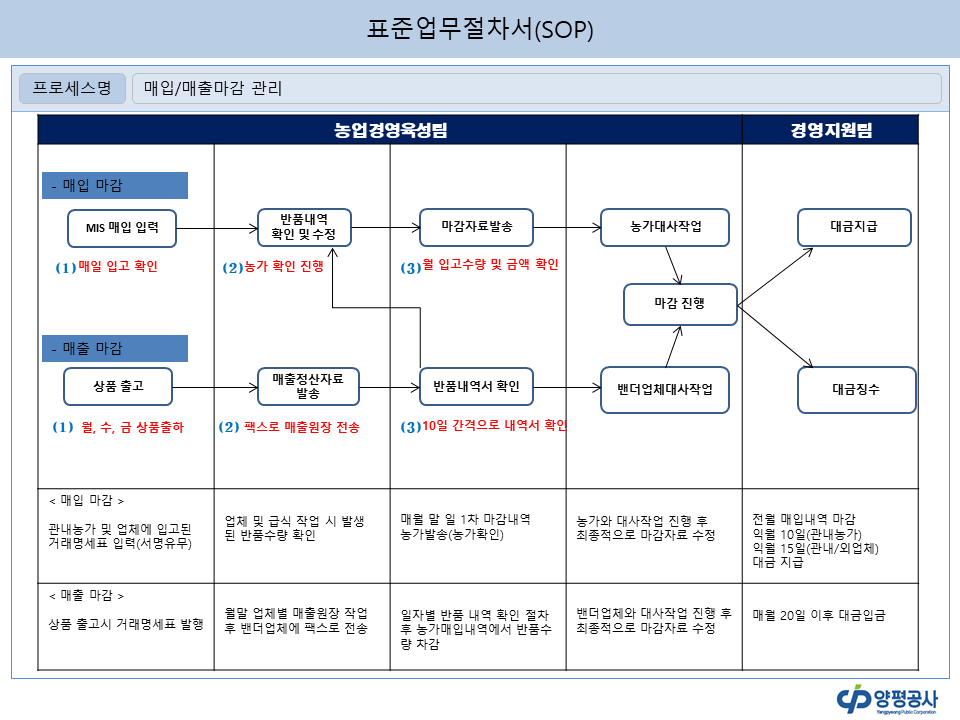 표준업무절차서(SOP)
프로세스명
매입/매출마감 관리
농업경영육성팀
경영지원팀
- 매입 마감
MIS 매입 입력
반품내역
확인 및 수정
마감자료발송
농가대사작업
대금지급
(1) 매일 입고 확인
(2) 농가 확인 진행
(3) 월 입고수량 및 금액 확인
마감 진행
- 매출 마감
상품 출고
매출정산자료
발송
반품내역서 확인
밴더업체대사작업
대금징수
(1) 월, 수, 금 상품출하
(2) 팩스로 매출원장 전송
(3) 10일 간격으로 내역서 확인
< 매입 마감 >
관내농가 및 업체에 입고된
거래명세표 입력(서명유무)
업체 및 급식 작업 시 발생
된 반품수량 확인
매월 말 일 1차 마감내역
농가발송(농가확인)
농가와 대사작업 진행 후
최종적으로 마감자료 수정
전월 매입내역 마감
익월 10일(관내농가)
익월 15일(관내/외업체)
대금 지급
< 매출 마감 >
상품 출고시 거래명세표 발행
월말 업체별 매출원장 작업
후 밴더업체에 팩스로 전송
일자별 반품 내역 확인 절차
후 농가매입내역에서 반품수
량 차감
밴더업체와 대사작업 진행 후
최종적으로 마감자료 수정
매월 20일 이후 대금입금
양평공사
Yangpyeong Public Corporation